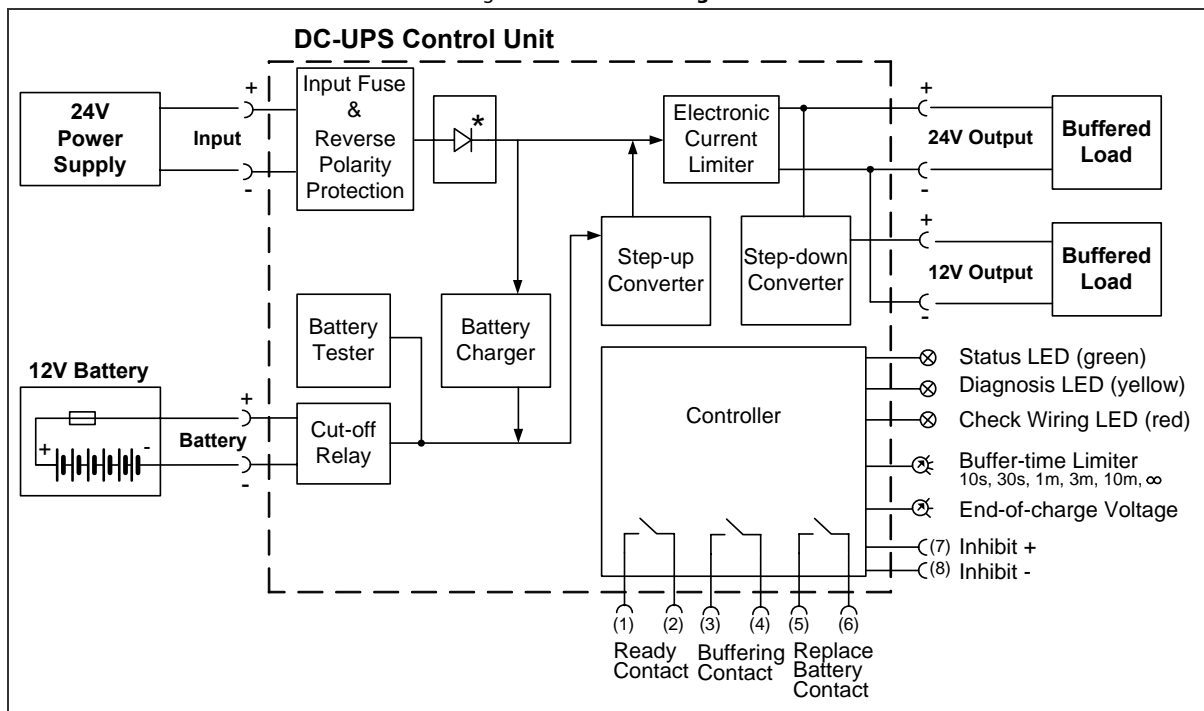 DC-UPS Control Unit
24V
Power
Supply
+
Input
-
Input Fuse
&
Reverse
Polarity
Protection
*
Electronic
Current
Limiter
+
24V Output
-
Buffered
Load
Step-up
Converter
Step-down
Converter
+
12V Output
-
Buffered
Load
Battery
Tester
Battery
Charger
12V Battery
+ -
+
Battery
-
Cut-off
Relay
Controller
Status LED (green)
Diagnosis LED (yellow)
Check Wiring LED (red)
Buffer-time Limiter
10s, 30s, 1m, 3m, 10m, ∞
End-of-charge Voltage
(7) Inhibit +
(8) Inhibit -
(1) (2) (3) (4) (5) (6)
Ready
Contact
Buffering
Contact
Replace
Battery
Contact